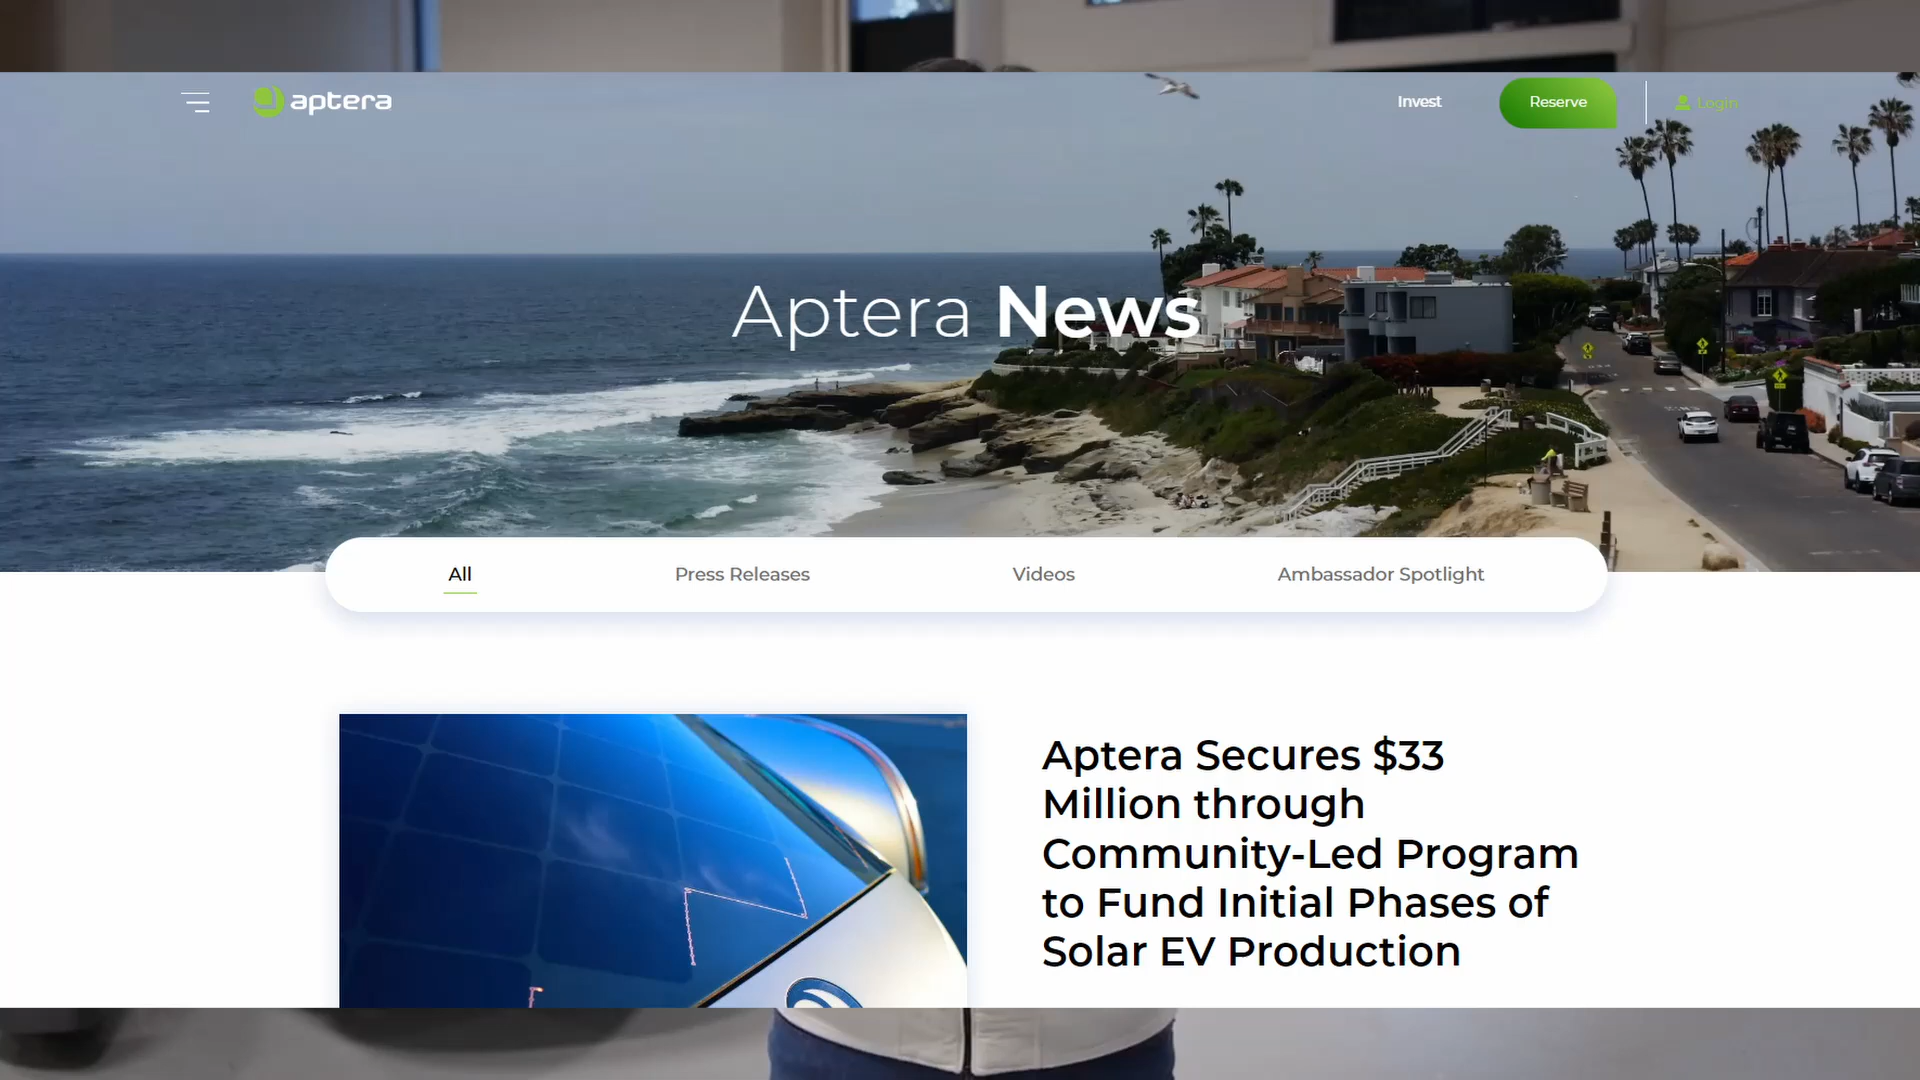 aptera
Invest
Reserve
Login
Aptera News
All
Press Releases
Videos
Ambassador Spotlight
Aptera Secures $33
Million through
Community-Led Program
to Fund Initial Phases of
Solar EV Production